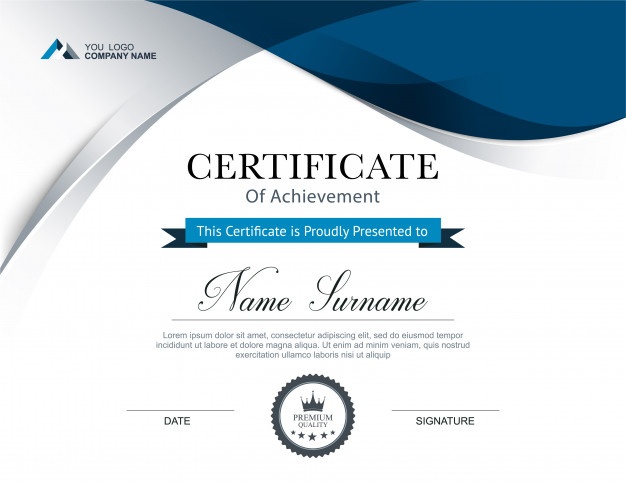 YOU LOGO
COMPANY NAME
CERTIFICATE
Of Achievement
This Certificate is Proudly Presented to
Name Surname
Lorem ipsum dolor sit amet, consectetur adipiscing elit, sed do eiusmod tempor
incididunt ut labore et dolore magna aliqua. Ut enim ad minim veniam, quis nostrud
exercitation ullamco laboris nisi ut aliquip
DATE
PREMIUM
QUALITY
SIGNATURE